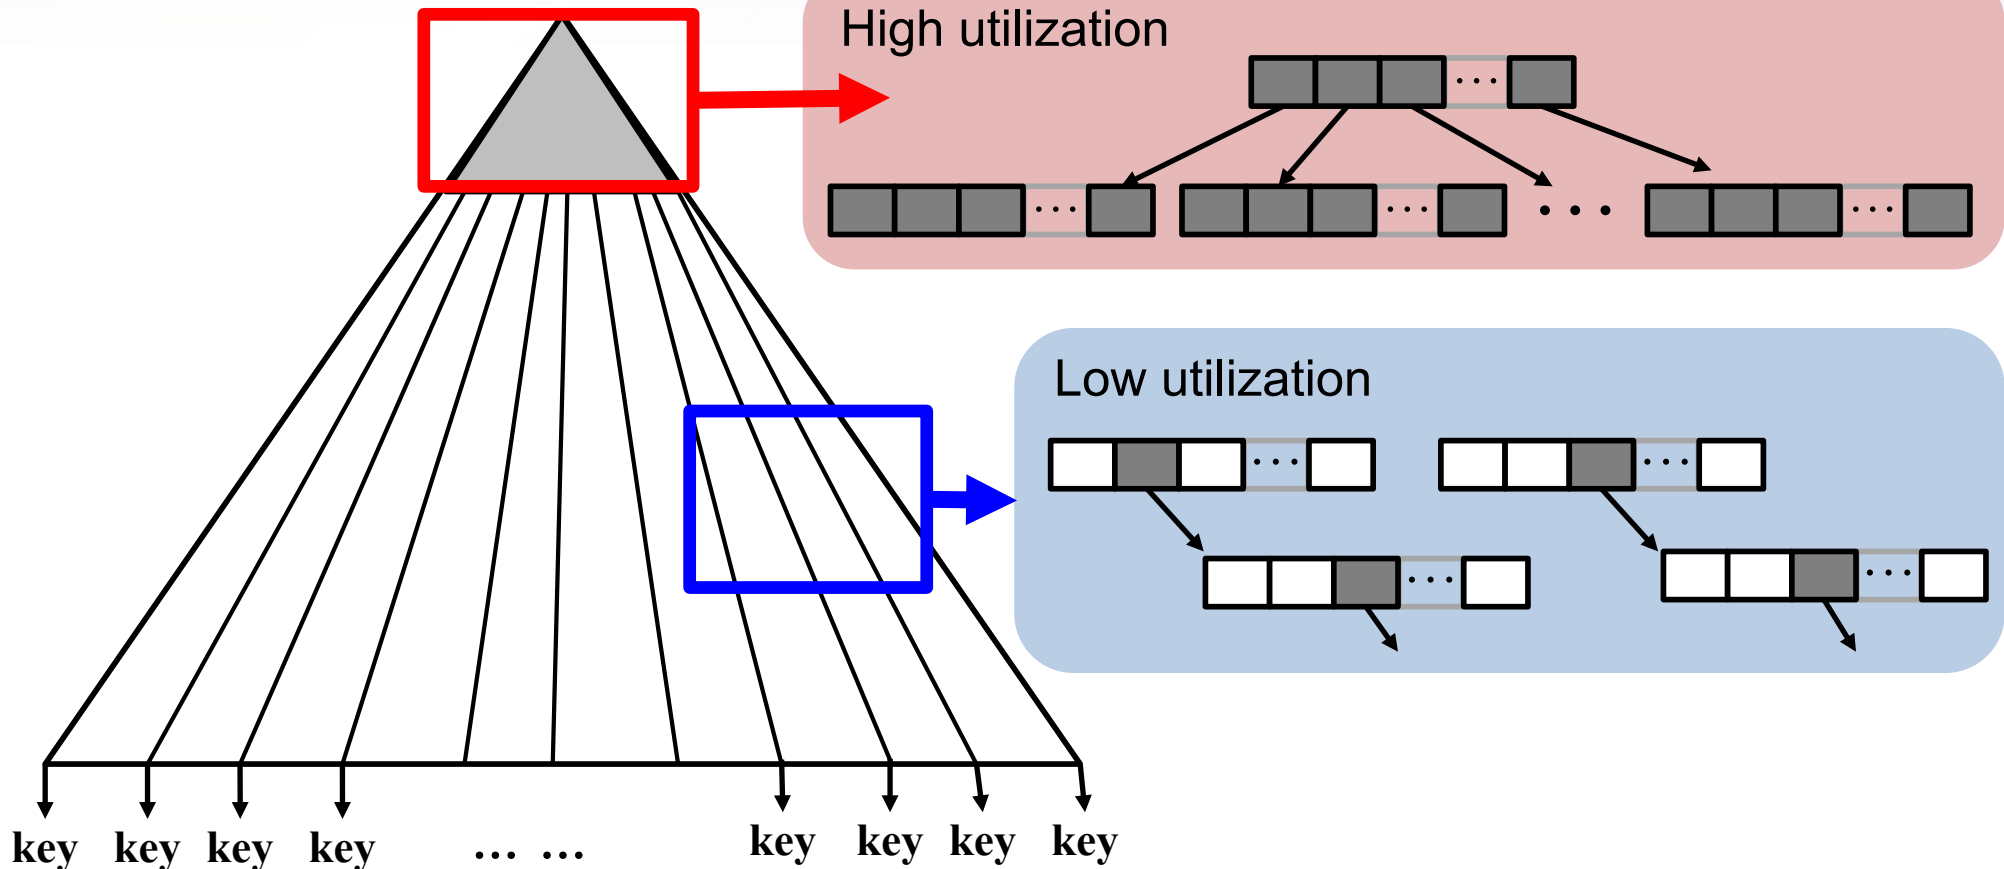 High utilization
...
... ... ... ...
Low utilization
... ...
... ...
key key key key ... ... key key key key